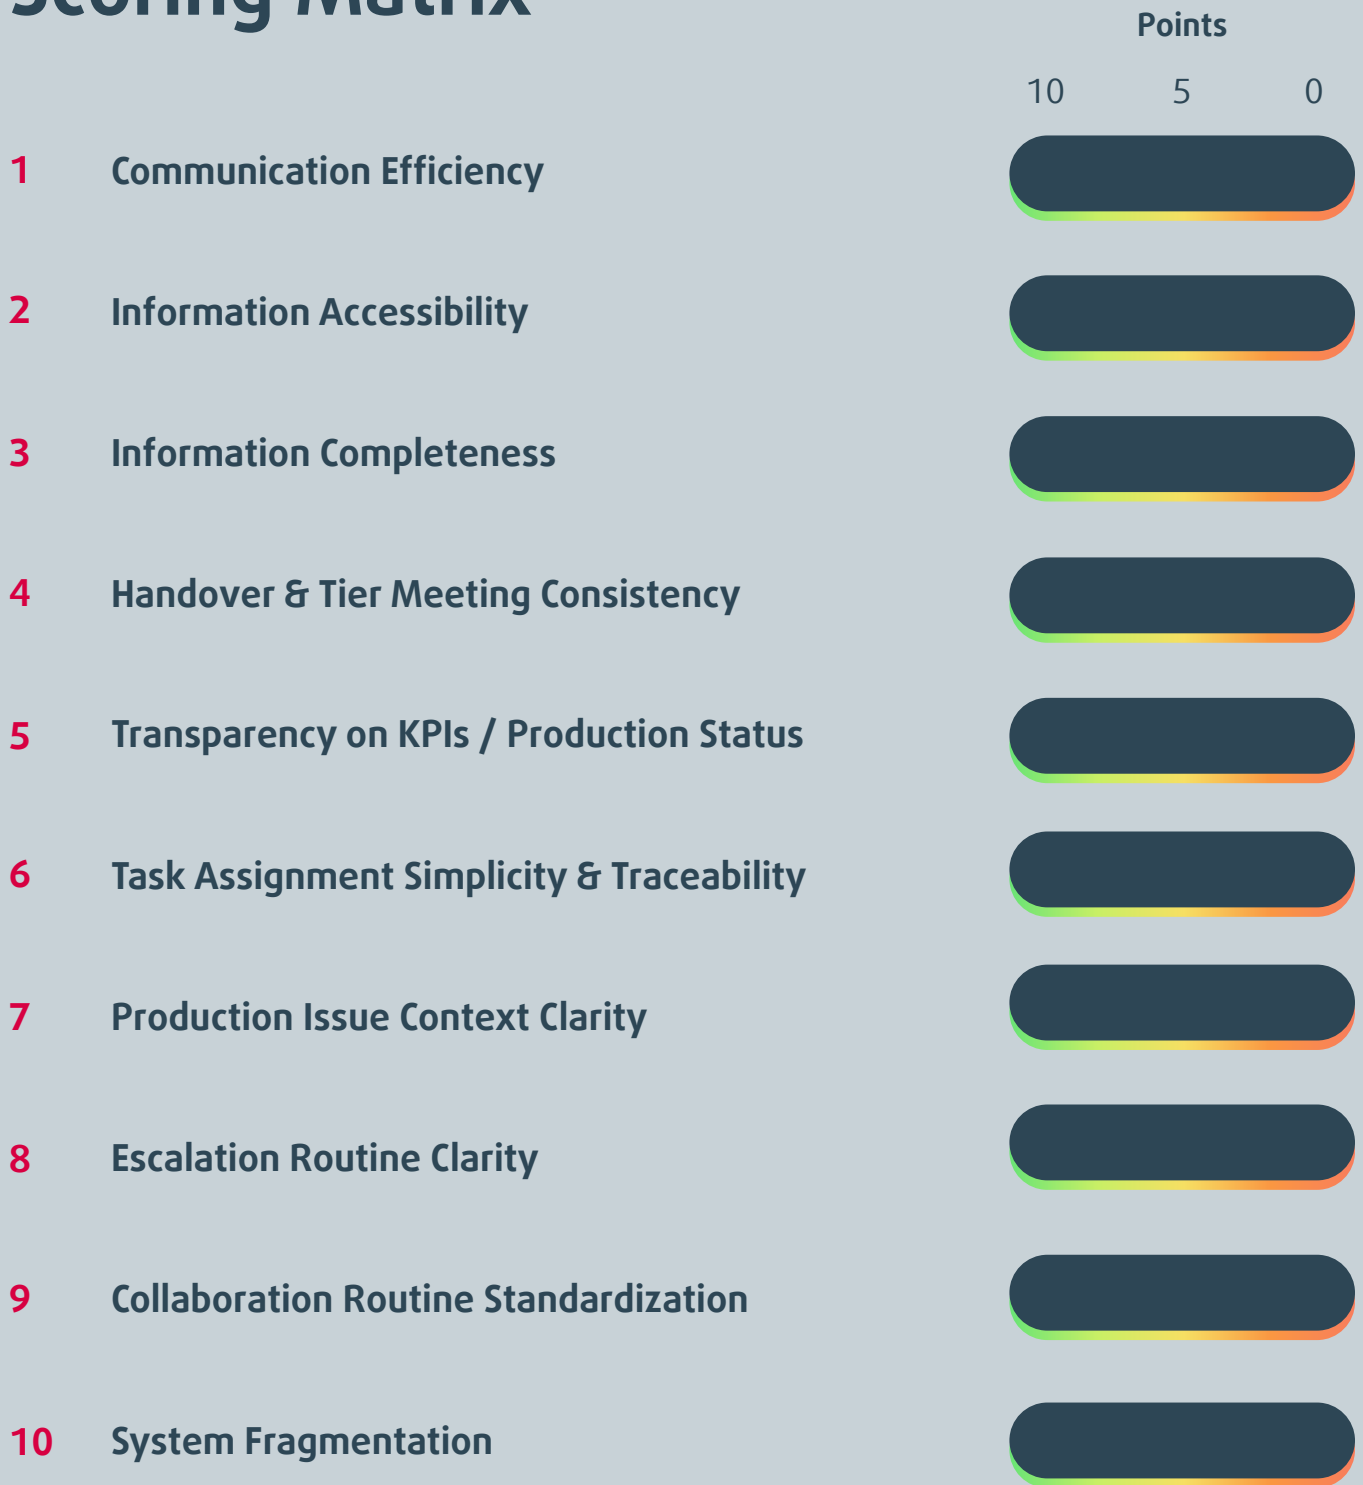 Scoring Matrix
Points
10 5 0
1 Communication Efficiency
2 Information Accessibility
3 Information Completeness
4 Handover & Tier Meeting Consistency
5 Transparency on KPIs / Production Status
6 Task Assignment Simplicity & Traceability
7 Production Issue Context Clarity
8 Escalation Routine Clarity
9 Collaboration Routine Standardization
10 System Fragmentation